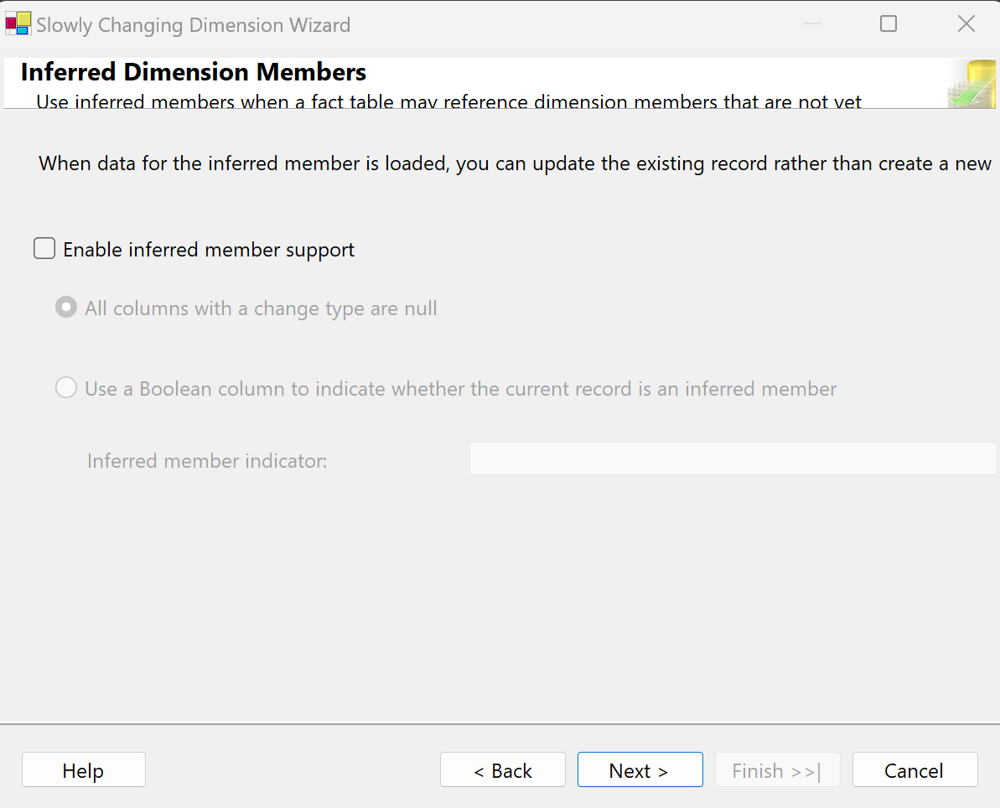 Slowly Changing Dimension Wizard
Inferred Dimension Members
Use inferred members when a fact table may reference dimension members that are not yet
When data for the inferred member is loaded, you can update the existing record rather than create a new
Enable inferred member support
All columns with a change type are null
Use a Boolean column to indicate whether the current record is an inferred member
Inferred member indicator:
Help
< Back
Next >
Finish >>|
Cancel